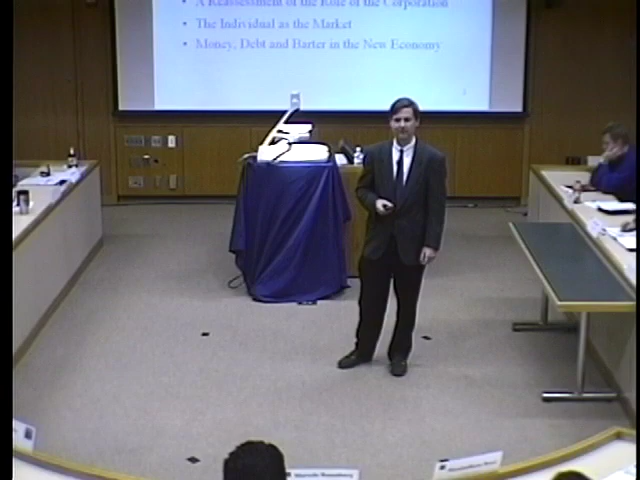 • A Reassessment of the Role of the Corporation
• The Individual as the Market
• Money, Debt and Barter in the New Economy